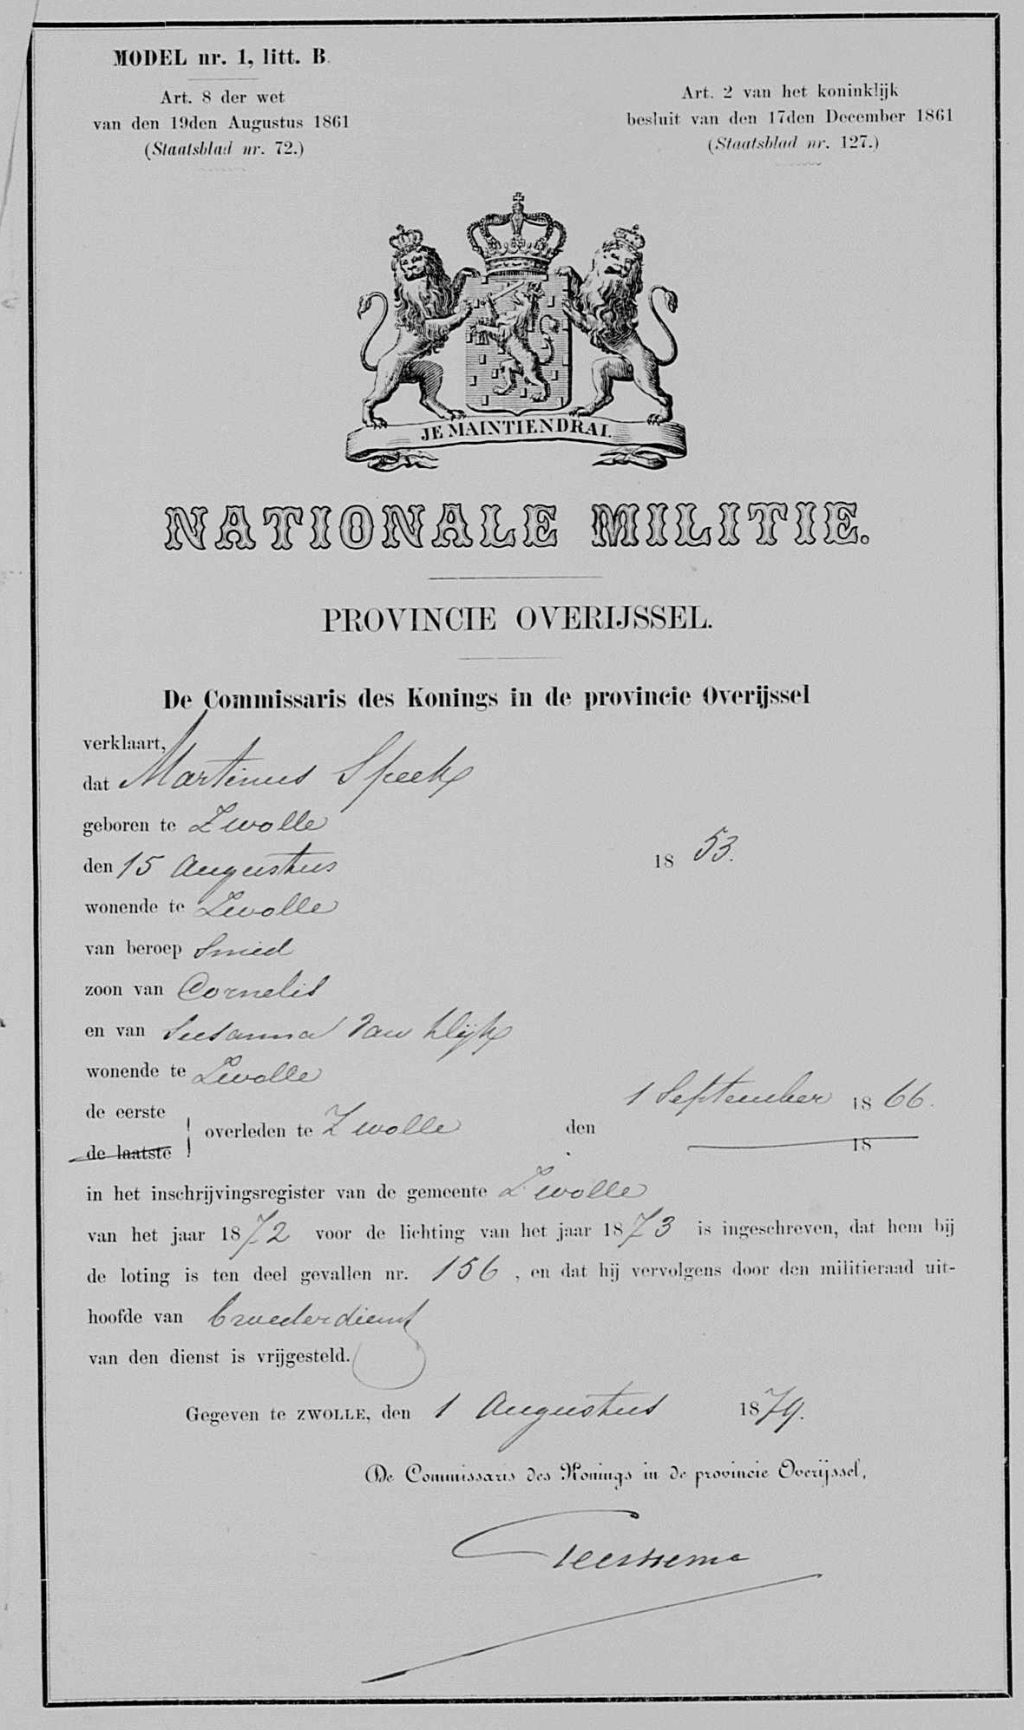 MODEL nr. 1, litt. B.
Art. 8 der wet
van den 19den Augustus 1861
(Staatsblad nr. 72.)
Art. 2 van het koninklijk
besluit van den 17den December 1861
(Staatsblad nr. 127.)
JE MAINTIENDRAI.
NATIONALE MILITIE.
PROVINCIE OVERIJSSEL.
De Commissaris des Konings in de provincie Overijssel
verklaart,
dat Martinus Speek
geboren te Zwolle
den 15 Augustus 1853.
wonende te Zwolle
van beroep Smid
zoon van Cornelis
en van Susanna van
wonende te Zwolle
de eerste 1 September 1866.
overleden te Zwolle den
de laatste 18
in het inschrijvingsregister van de gemeente Zwolle
van het jaar 1872 voor de lichting van het jaar 1873 is ingeschreven, dat hem bij
de loting is ten deel gevallen nr. 156, en dat hij vervolgens door den militieraad uit-
hoofde van broederdienst
van den dienst is vrijgesteld.
Gegeven te ZWOLLE, den 1 Augustus 1879.
De Commissaris des Konings in de provincie Overijssel,